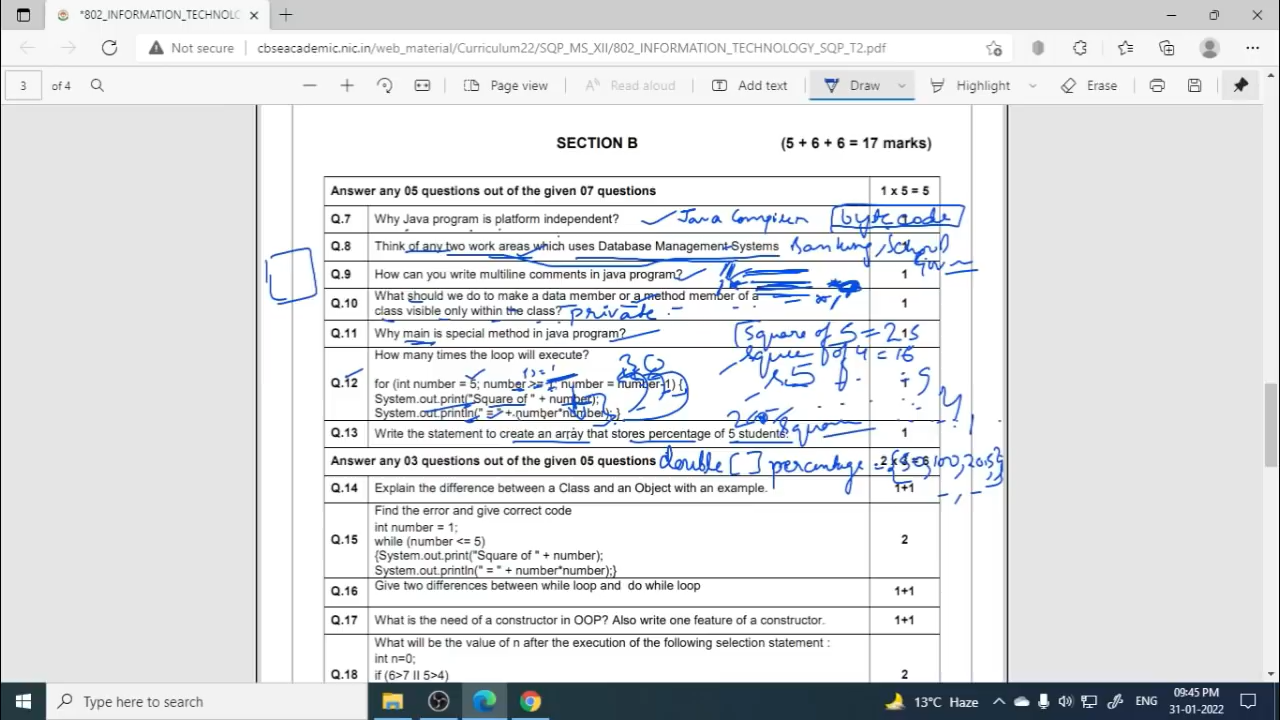 *802_INFORMATION_TECHNOLOG
Not secure | cbseacademic.nic.in/web_material/Curriculum22/SQP_MS_XII/802_INFORMATION_TECHNOLOGY_SQP_T2.pdf
3 of 4 Page view Read aloud Add text Draw Highlight Erase
SECTION B (5 + 6 + 6 = 17 marks)
Answer any 05 questions out of the given 07 questions 1 x 5 = 5
Q.7 Why Java program is platform independent? Java Compiler byte code
Q.8 Think of any two work areas which uses Database Management Systems Banking, School
Q.9 How can you write multiline comments in java program? 1
Q.10 What should we do to make a data member or a method member of a
class visible only within the class? private 1
Q.11 Why main is special method in java program? Square of 5 = 25
How many times the loop will execute? square of 4 = 16
Q.12 for (int number = 5; number >= number = number-1) {
System.out.print("Square of " + number);
System.out.println(" = " + number*number);}
Q.13 Write the statement to create an array that stores percentage of 5 students. 1
Answer any 03 questions out of the given 05 questions double [ ] percentage = {50,100,20.5}
Q.14 Explain the difference between a Class and an Object with an example. 1+1
Find the error and give correct code
int number = 1;
Q.15 while (number <= 5) 2
{System.out.print("Square of " + number);
System.out.println(" = " + number*number);}
Q.16 Give two differences between while loop and do while loop 1+1
Q.17 What is the need of a constructor in OOP? Also write one feature of a constructor. 1+1
What will be the value of n after the execution of the following selection statement :
int n=0;
Q.18 if (6>7 II 5>4) 2
Type here to search 13°C Haze ENG 09:45 PM
31-01-2022